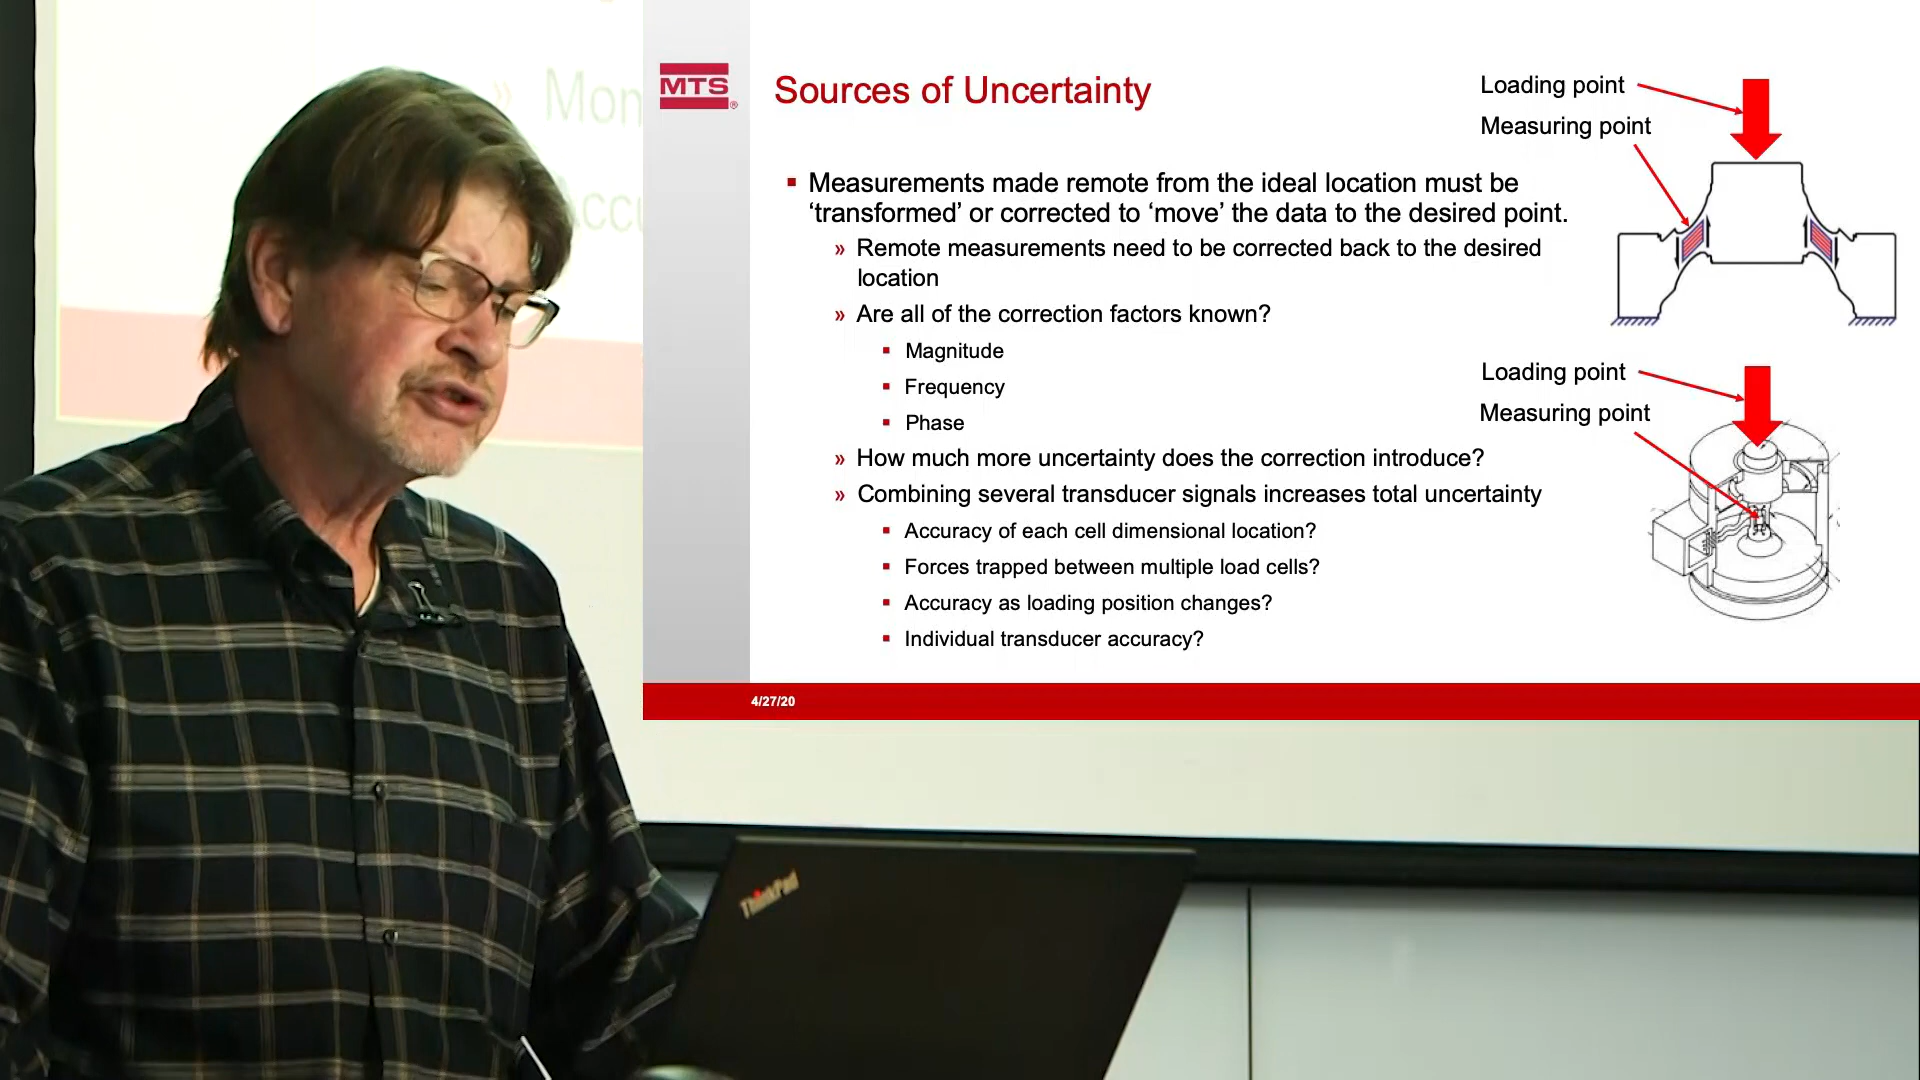 Mon
Accu
MTS®
Sources of Uncertainty
Loading point
Measuring point
▪ Measurements made remote from the ideal location must be
‘transformed’ or corrected to ‘move’ the data to the desired point.
» Remote measurements need to be corrected back to the desired
location
» Are all of the correction factors known?
▪ Magnitude
▪ Frequency
▪ Phase
Loading point
Measuring point
» How much more uncertainty does the correction introduce?
» Combining several transducer signals increases total uncertainty
▪ Accuracy of each cell dimensional location?
▪ Forces trapped between multiple load cells?
▪ Accuracy as loading position changes?
▪ Individual transducer accuracy?
4/27/20
ThinkPad